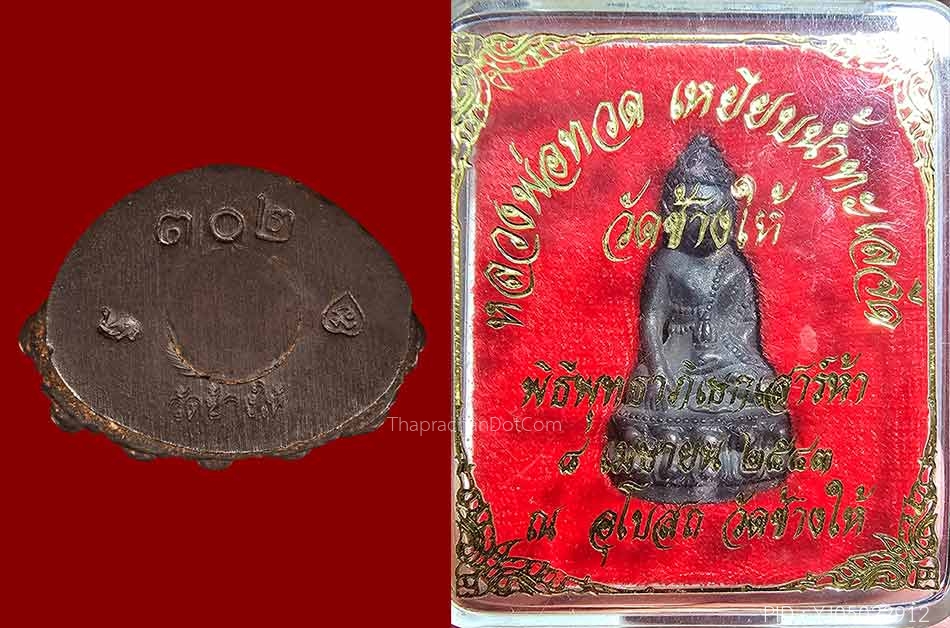 ๓๐๒
วัดช้างให้
ThaprachanDotCom
หลวงพ่อทวด เหยียบน้ำทะเลจืด
วัดช้างให้
พิธีพุทธาภิเษก เสาร์ห้า
๘ เมษายน ๒๕๔๓
ณ อุโบสถ วัดช้างให้